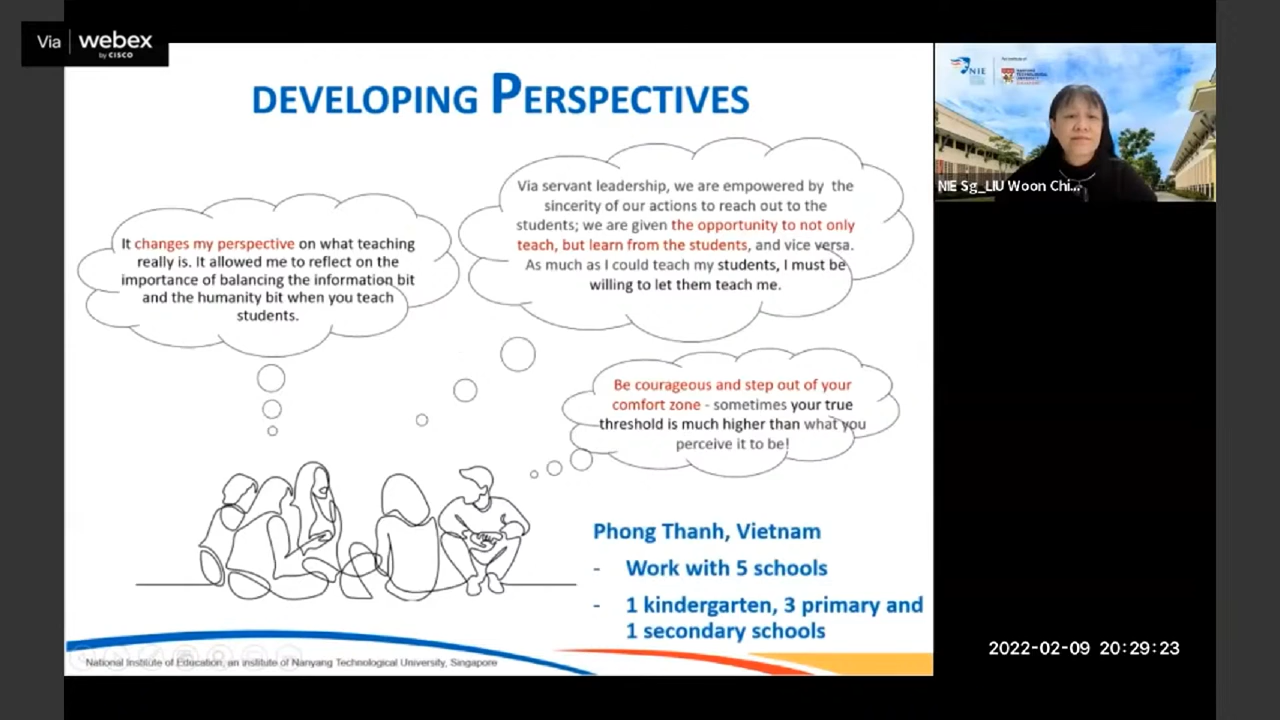 Via webex
by CISCO
DEVELOPING PERSPECTIVES
It changes my perspective on what teaching
really is. It allowed me to reflect on the
importance of balancing the information bit
and the humanity bit when you teach
students.
Via servant leadership, we are empowered by the
sincerity of our actions to reach out to the
students; we are given the opportunity to not only
teach, but learn from the students, and vice versa.
As much as I could teach my students, I must be
willing to let them teach me.
Be courageous and step out of your
comfort zone - sometimes your true
threshold is much higher than what you
perceive it to be!
Phong Thanh, Vietnam
- Work with 5 schools
- 1 kindergarten, 3 primary and
1 secondary schools
National Institute of Education, an institute of Nanyang Technological University, Singapore
NIE
NANYANG
TECHNOLOGICAL
UNIVERSITY
NIE Sg_LIU Woon Chi...
2022-02-09 20:29:23